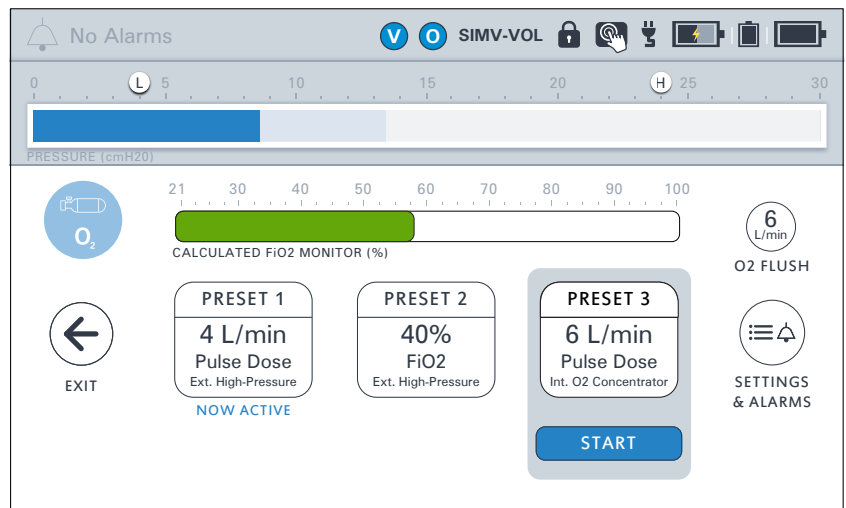 No Alarms
V O SIMV-VOL
0 5 10 15 20 25 30
L H
PRESSURE (cmH20)
O2
21 30 40 50 60 70 80 90 100
CALCULATED FiO2 MONITOR (%)
6
L/min
O2 FLUSH
EXIT
PRESET 1
4 L/min
Pulse Dose
Ext. High-Pressure
NOW ACTIVE
PRESET 2
40%
FiO2
Ext. High-Pressure
PRESET 3
6 L/min
Pulse Dose
Int. O2 Concentrator
START
SETTINGS
& ALARMS